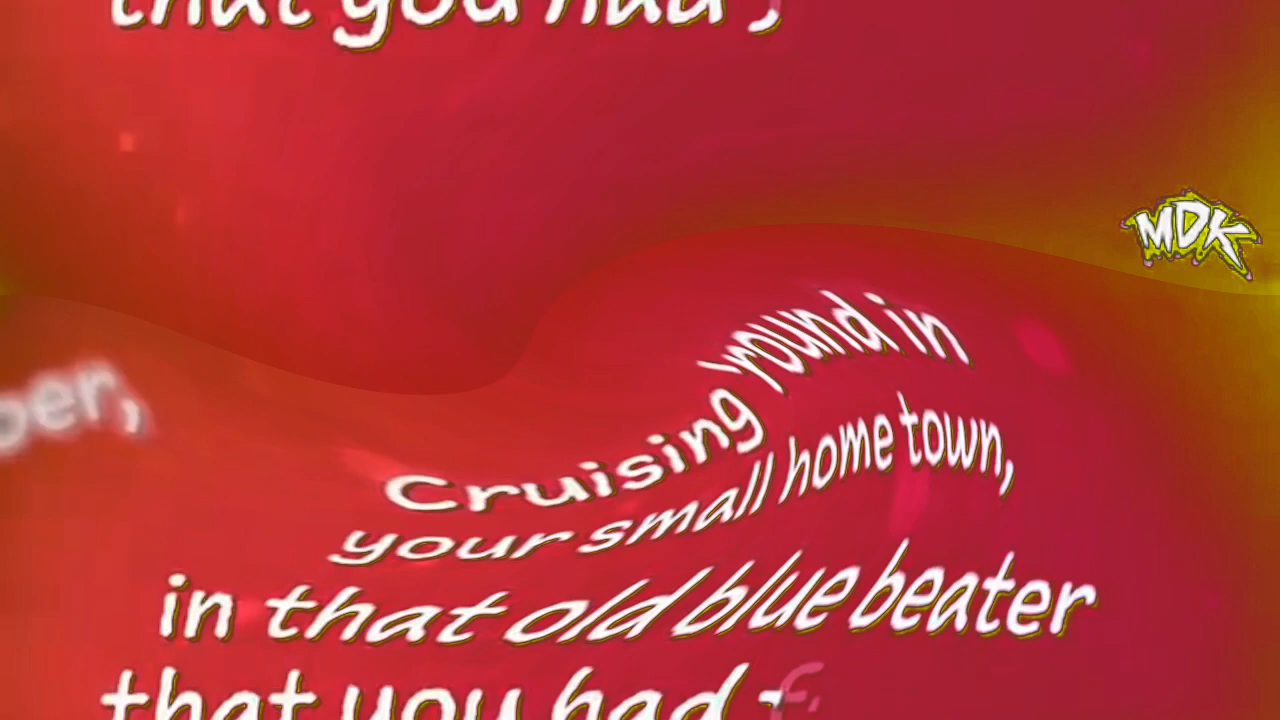 that you had ;
MDK
Cruising 'round in
your small home town,
in that old blue beater
that you had